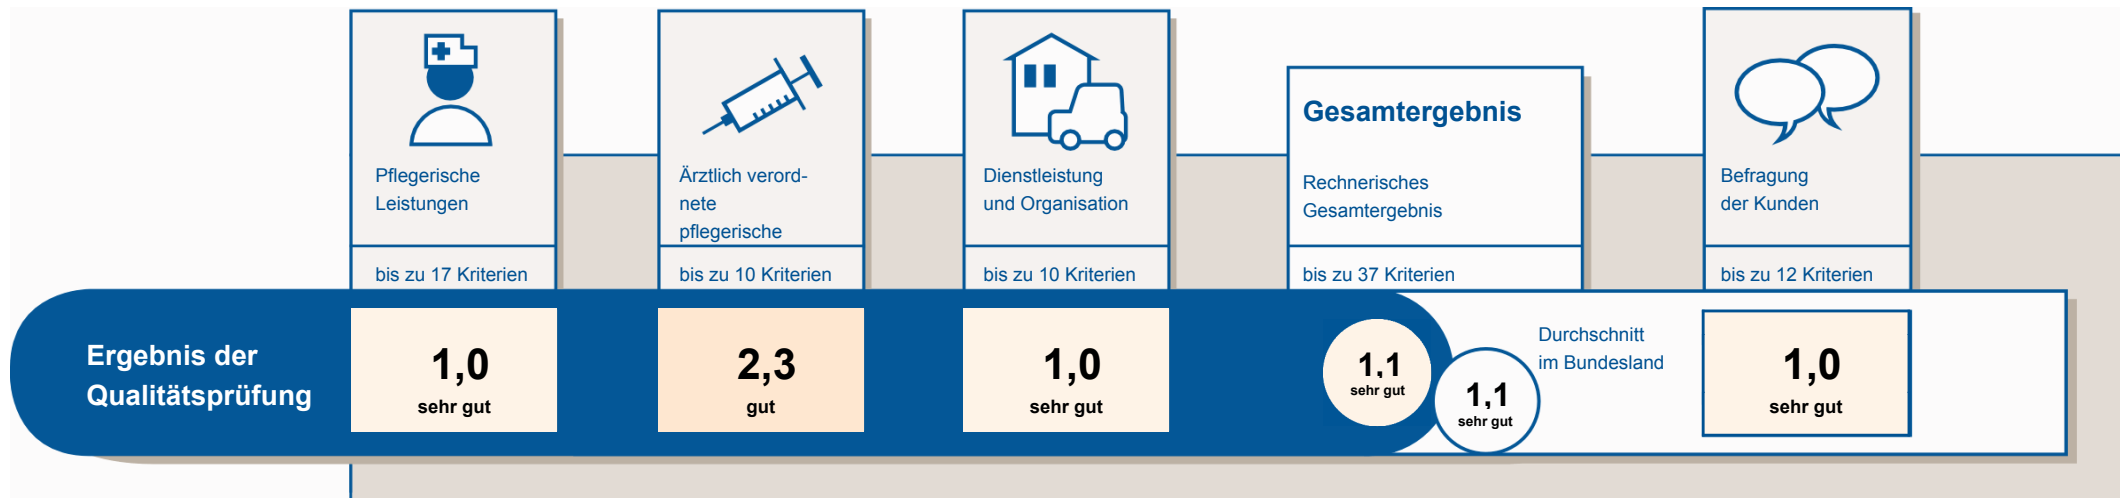 Pflegerische
Leistungen
bis zu 17 Kriterien
Ärztlich verord-
nete
pflegerische
bis zu 10 Kriterien
Dienstleistung
und Organisation
bis zu 10 Kriterien
Gesamtergebnis
Rechnerisches
Gesamtergebnis
bis zu 37 Kriterien
Befragung
der Kunden
bis zu 12 Kriterien
Ergebnis der
Qualitätsprüfung
1,0
sehr gut
2,3
gut
1,0
sehr gut
1,1
sehr gut
1,1
sehr gut
Durchschnitt
im Bundesland
1,0
sehr gut